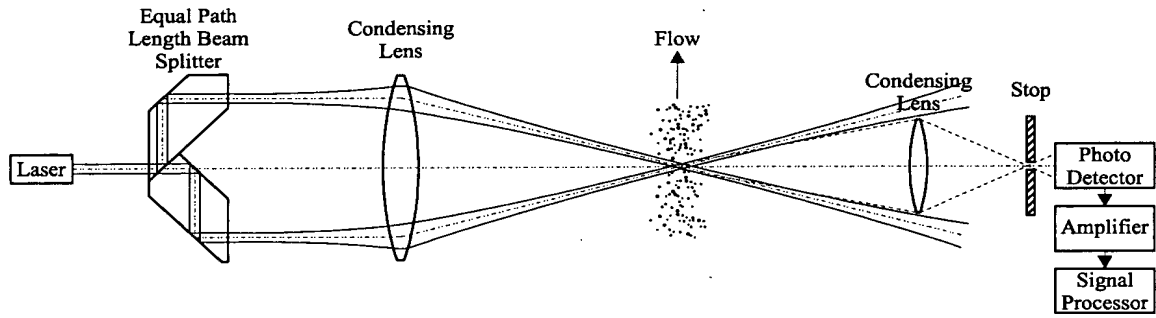 Equal Path
Length Beam
Splitter
Condensing
Lens
Flow
Condensing
Lens
Stop
Laser
Photo
Detector
Amplifier
Signal
Processor